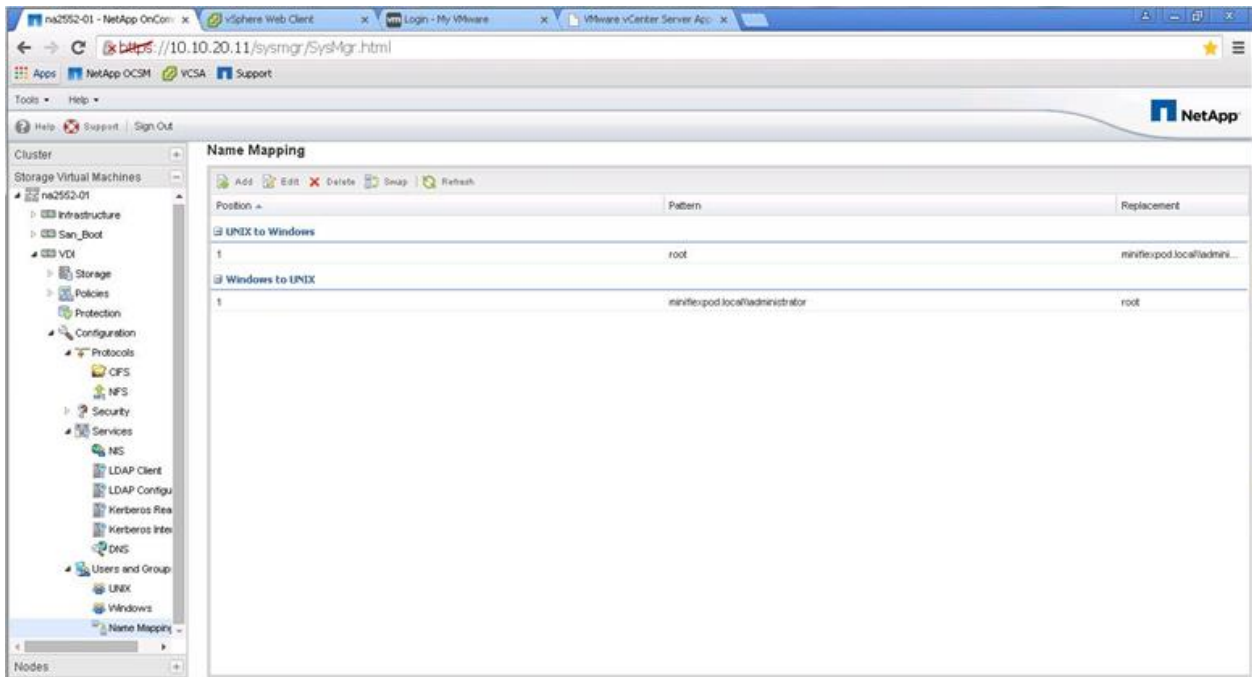 na2552-01 - NetApp OnCom
vSphere Web Client
Login - My VMware
VMware vCenter Server App
https://10.10.20.11/sysmgr/SysMgr.html
Apps NetApp OCSM VCSA Support
Tools Help
Help Support Sign Out
NetApp
Cluster
Storage Virtual Machines
na2552-01
Infrastructure
San_Boot
VDI
Storage
Policies
Protection
Configuration
Protocols
CIFS
NFS
Security
Services
NIS
LDAP Client
LDAP Configu
Kerberos Rea
Kerberos Inter
DNS
Users and Group
UNIX
Windows
Name Mapping
Nodes
Name Mapping
Add Edit Delete Swap Refresh
Position Pattern Replacement
UNIX to Windows
1 root miniflexpod.local\\admini...
Windows to UNIX
1 miniflexpod.local\\administrator root